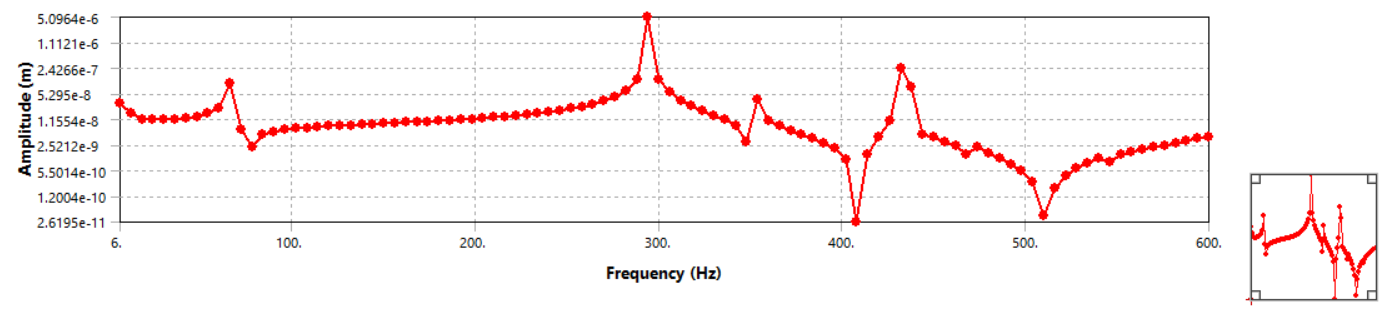 5.0964e-6
1.1121e-6
2.4266e-7
5.295e-8
1.1554e-8
2.5212e-9
5.5014e-10
1.2004e-10
2.6195e-11
Amplitude (m)
6. 100. 200. 300. 400. 500. 600.
Frequency (Hz)